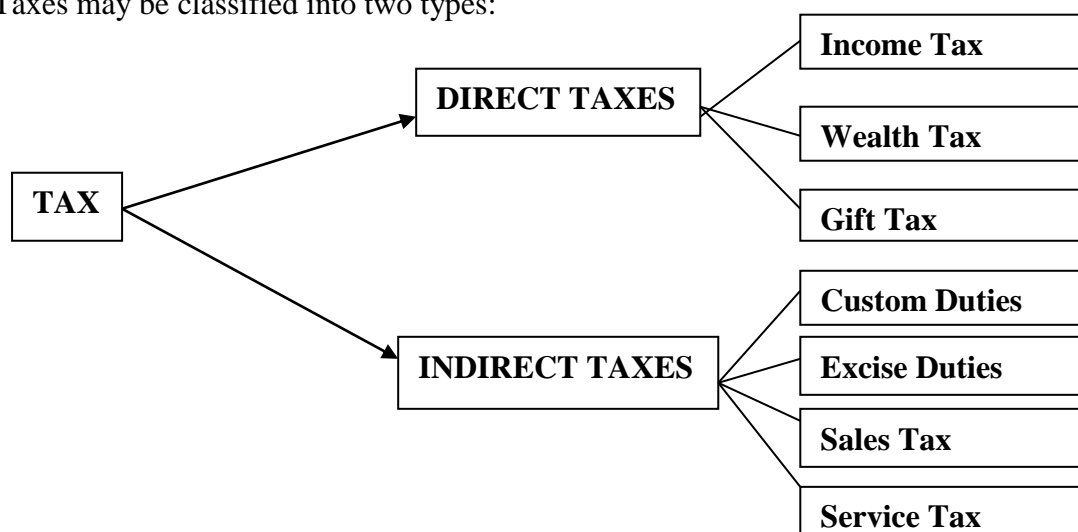 Taxes may be classified into two types:
TAX
DIRECT TAXES
Income Tax
Wealth Tax
Gift Tax
INDIRECT TAXES
Custom Duties
Excise Duties
Sales Tax
Service Tax